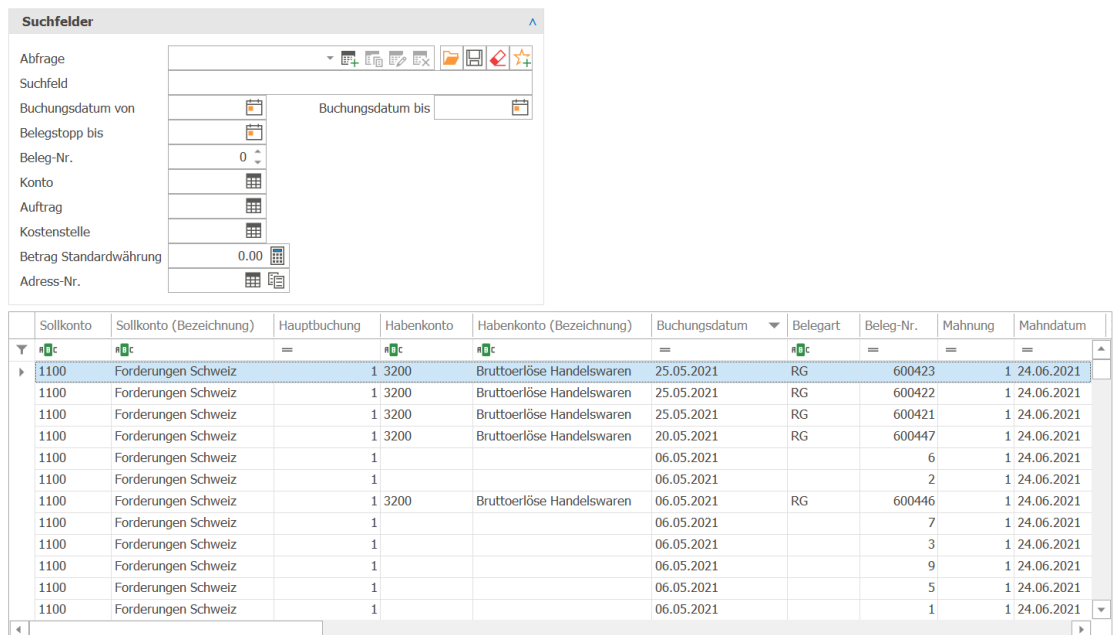 Suchfelder
Abfrage
Suchfeld
Buchungsdatum von Buchungsdatum bis
Belegstopp bis
Beleg-Nr. 0
Konto
Auftrag
Kostenstelle
Betrag Standardwährung 0.00
Adress-Nr.
Sollkonto Sollkonto (Bezeichnung) Hauptbuchung Habenkonto Habenkonto (Bezeichnung) Buchungsdatum Belegart Beleg-Nr. Mahnung Mahndatum
ABC ABC = ABC ABC = ABC = = =
1100 Forderungen Schweiz 1 3200 Bruttoerlöse Handelswaren 25.05.2021 RG 600423 1 24.06.2021
1100 Forderungen Schweiz 1 3200 Bruttoerlöse Handelswaren 25.05.2021 RG 600422 1 24.06.2021
1100 Forderungen Schweiz 1 3200 Bruttoerlöse Handelswaren 25.05.2021 RG 600421 1 24.06.2021
1100 Forderungen Schweiz 1 3200 Bruttoerlöse Handelswaren 20.05.2021 RG 600447 1 24.06.2021
1100 Forderungen Schweiz 1 06.05.2021 6 1 24.06.2021
1100 Forderungen Schweiz 1 06.05.2021 2 1 24.06.2021
1100 Forderungen Schweiz 1 3200 Bruttoerlöse Handelswaren 06.05.2021 RG 600446 1 24.06.2021
1100 Forderungen Schweiz 1 06.05.2021 7 1 24.06.2021
1100 Forderungen Schweiz 1 06.05.2021 3 1 24.06.2021
1100 Forderungen Schweiz 1 06.05.2021 9 1 24.06.2021
1100 Forderungen Schweiz 1 06.05.2021 5 1 24.06.2021
1100 Forderungen Schweiz 1 06.05.2021 1 1 24.06.2021